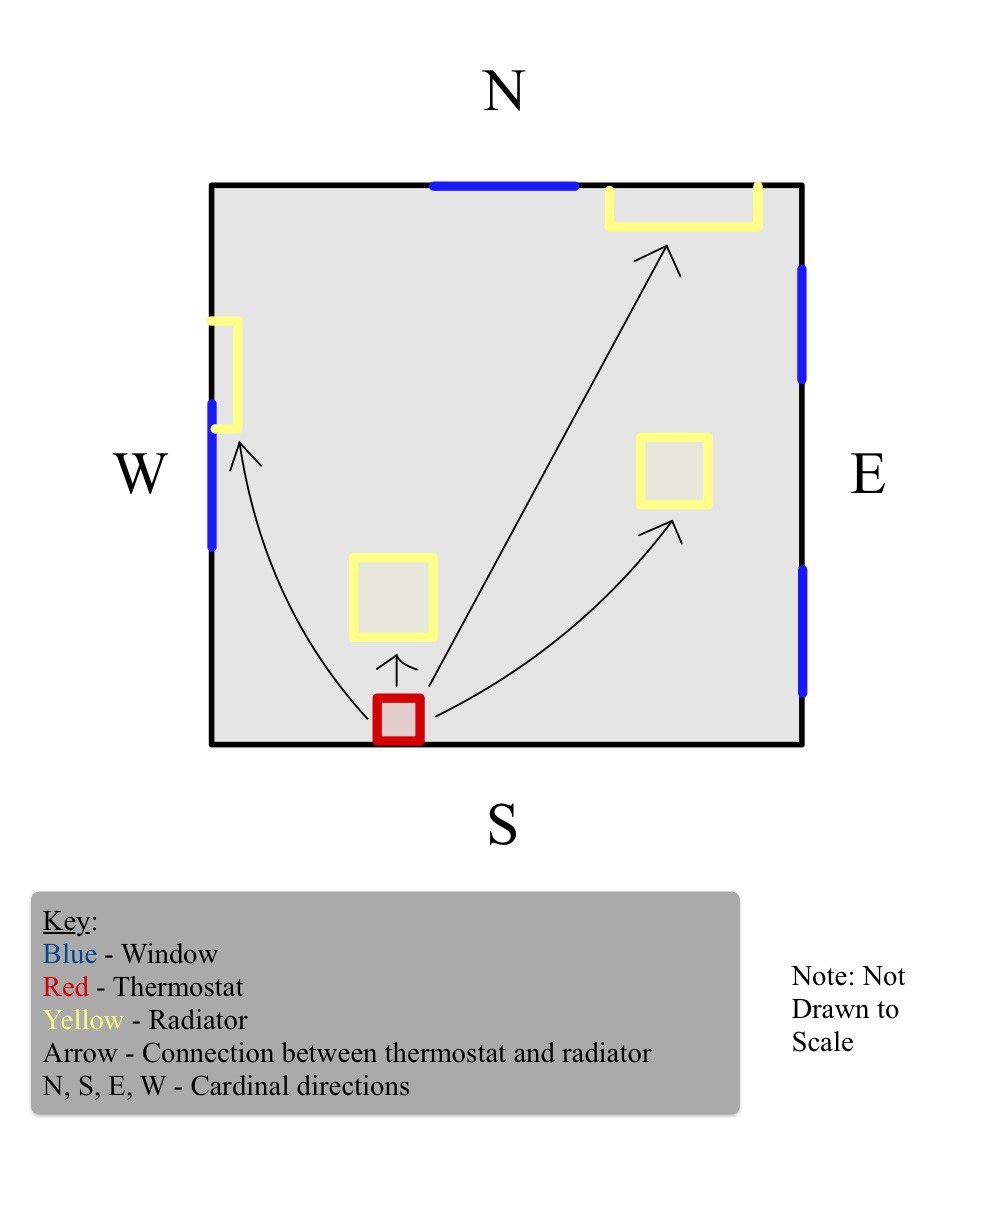 N
W
E
S
Key:
Blue - Window
Red - Thermostat
Yellow - Radiator
Arrow - Connection between thermostat and radiator
N, S, E, W - Cardinal directions
Note: Not
Drawn to
Scale